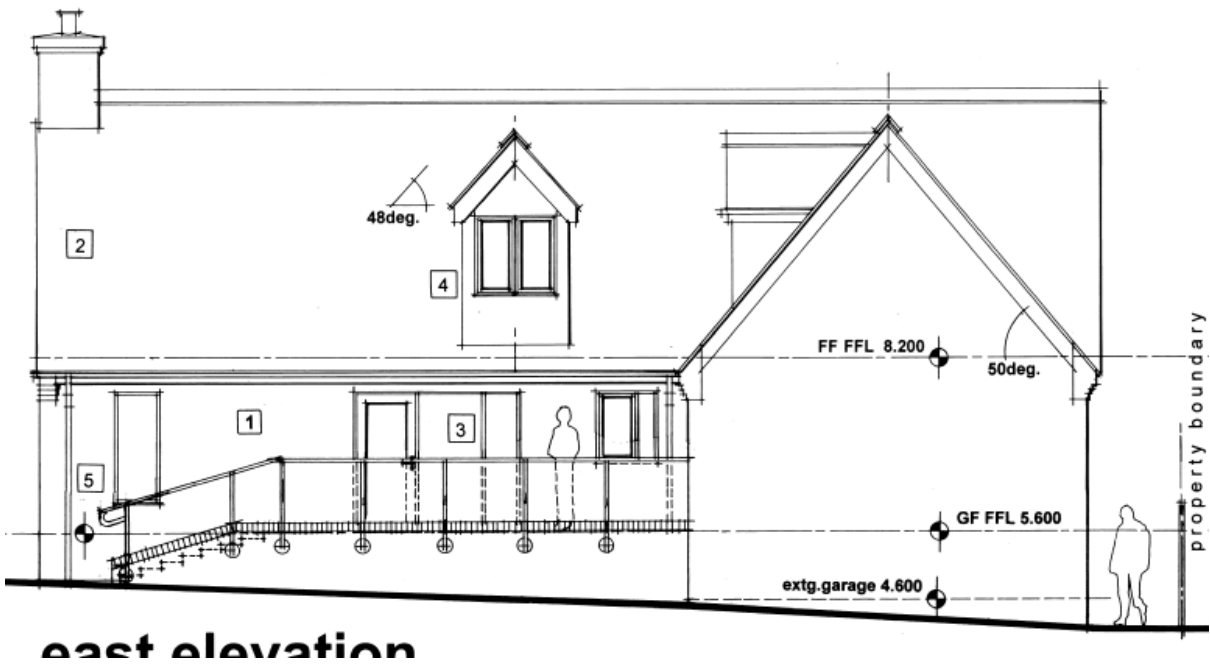 48deg.
2
4
FF FFL 8.200
50deg.
1
3
5
GF FFL 5.600
extg.garage 4.600
property boundary
east elevation